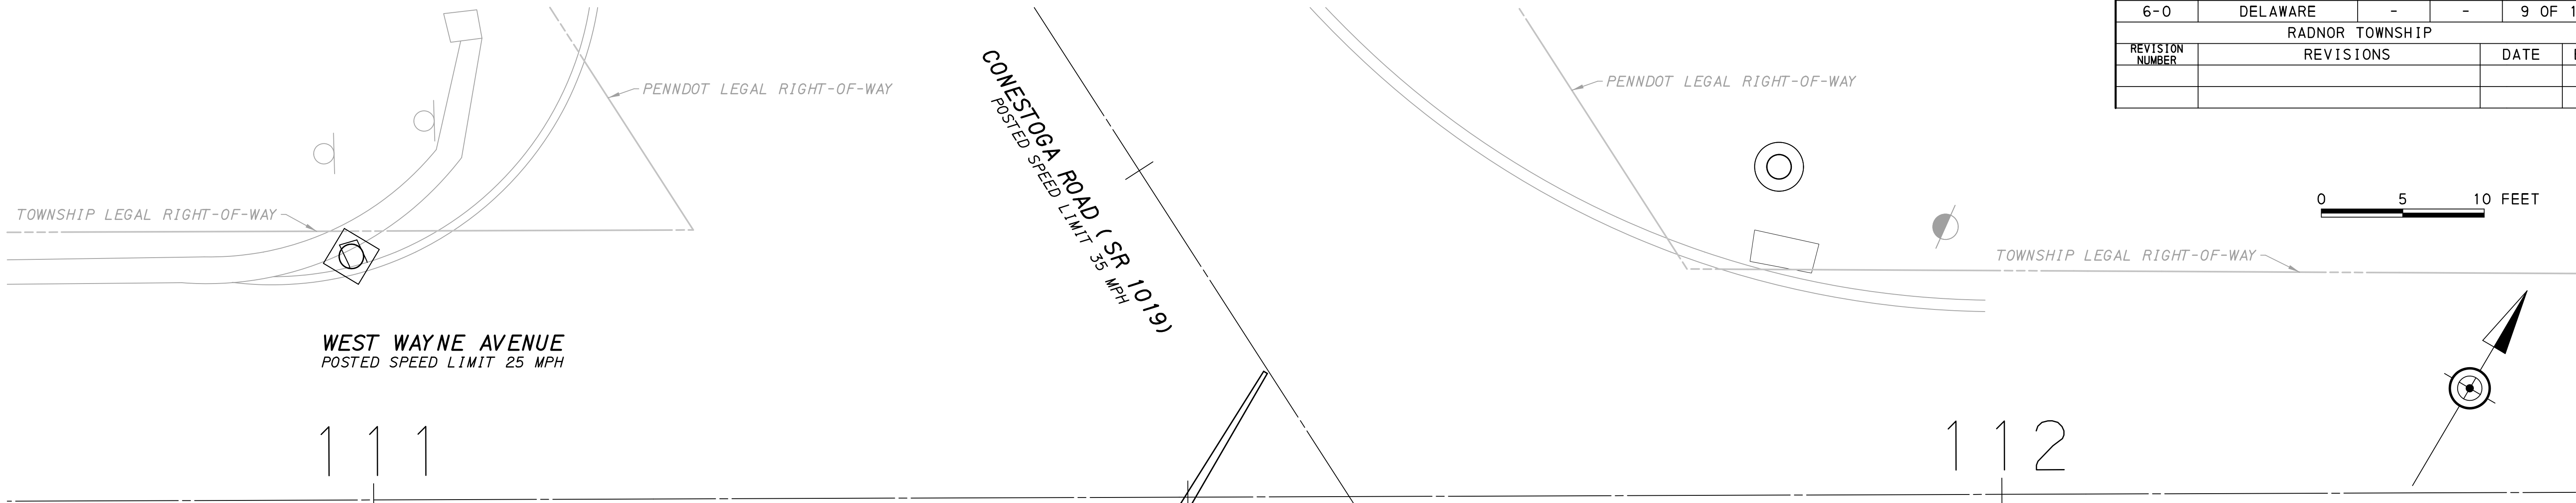 6-0 DELAWARE - - 9 OF 1
RADNOR TOWNSHIP
REVISION NUMBER REVISIONS DATE
PENNDOT LEGAL RIGHT-OF-WAY
PENNDOT LEGAL RIGHT-OF-WAY
CONESTOGA ROAD (SR 1019)
POSTED SPEED LIMIT 35 MPH
TOWNSHIP LEGAL RIGHT-OF-WAY
0 5 10 FEET
TOWNSHIP LEGAL RIGHT-OF-WAY
WEST WAYNE AVENUE
POSTED SPEED LIMIT 25 MPH
111
112